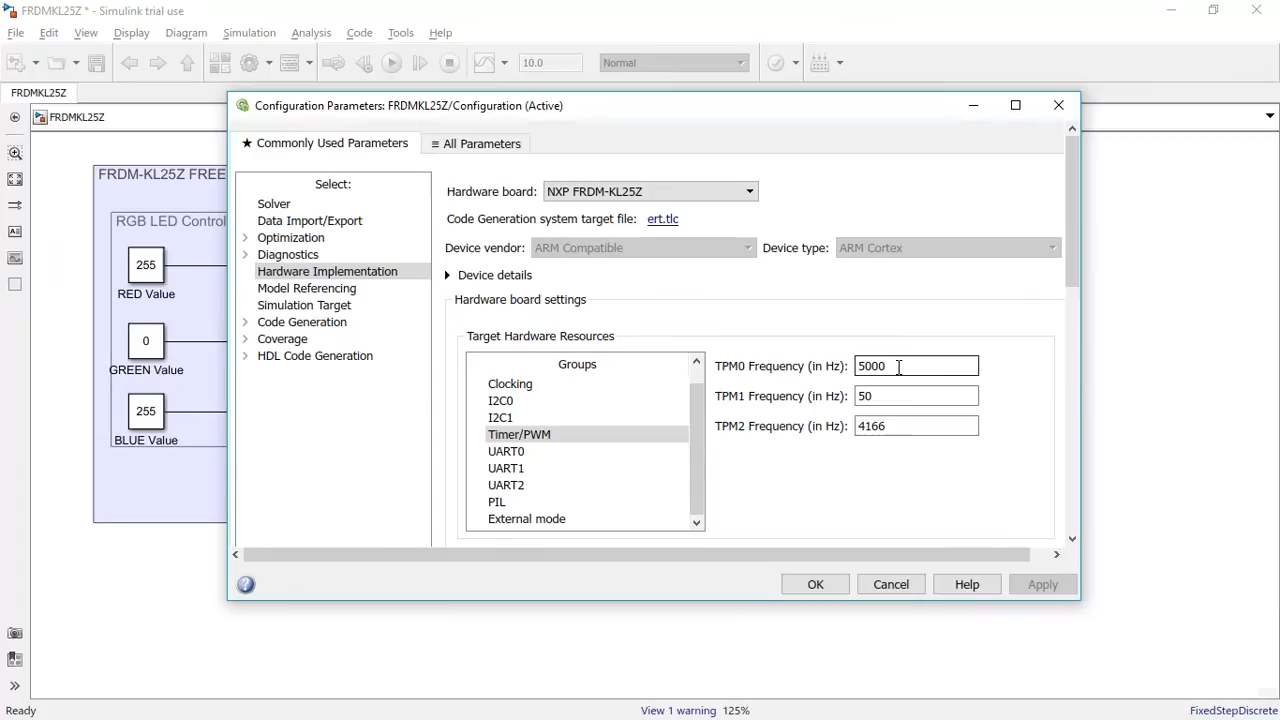 FRDMKL25Z * - Simulink trial use
File Edit View Display Diagram Simulation Analysis Code Tools Help
10.0 Normal
FRDMKL25Z
FRDMKL25Z
FRDM-KL25Z FREE
RGB LED Control
255
RED Value
0
GREEN Value
255
BLUE Value
Configuration Parameters: FRDMKL25Z/Configuration (Active)
★ Commonly Used Parameters
≡ All Parameters
Select:
Solver
Data Import/Export
Optimization
Diagnostics
Hardware Implementation
Model Referencing
Simulation Target
Code Generation
Coverage
HDL Code Generation
Hardware board: NXP FRDM-KL25Z
Code Generation system target file: ert.tlc
Device vendor: ARM Compatible Device type: ARM Cortex
Device details
Hardware board settings
Target Hardware Resources
Groups
Clocking
I2C0
I2C1
Timer/PWM
UART0
UART1
UART2
PIL
External mode
TPM0 Frequency (in Hz): 5000
TPM1 Frequency (in Hz): 50
TPM2 Frequency (in Hz): 4166
OK Cancel Help Apply
Ready View 1 warning 125% FixedStepDiscrete